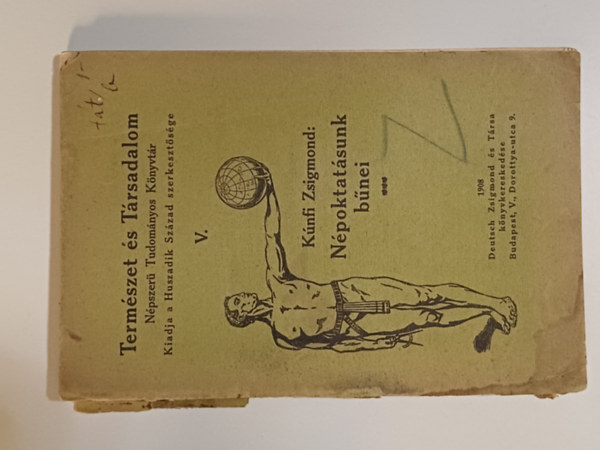 Természet és Társadalom
Népszerű Tudományos Könyvtár
Kiadja a Huszadik Század szerkesztősége
V.
Kúnfi Zsigmond:
Népoktatásunk
bűnei
1908
Deutsch Zsigmond és Társa
könyvkereskedése
Budapest, V., Dorottya-utca 9.